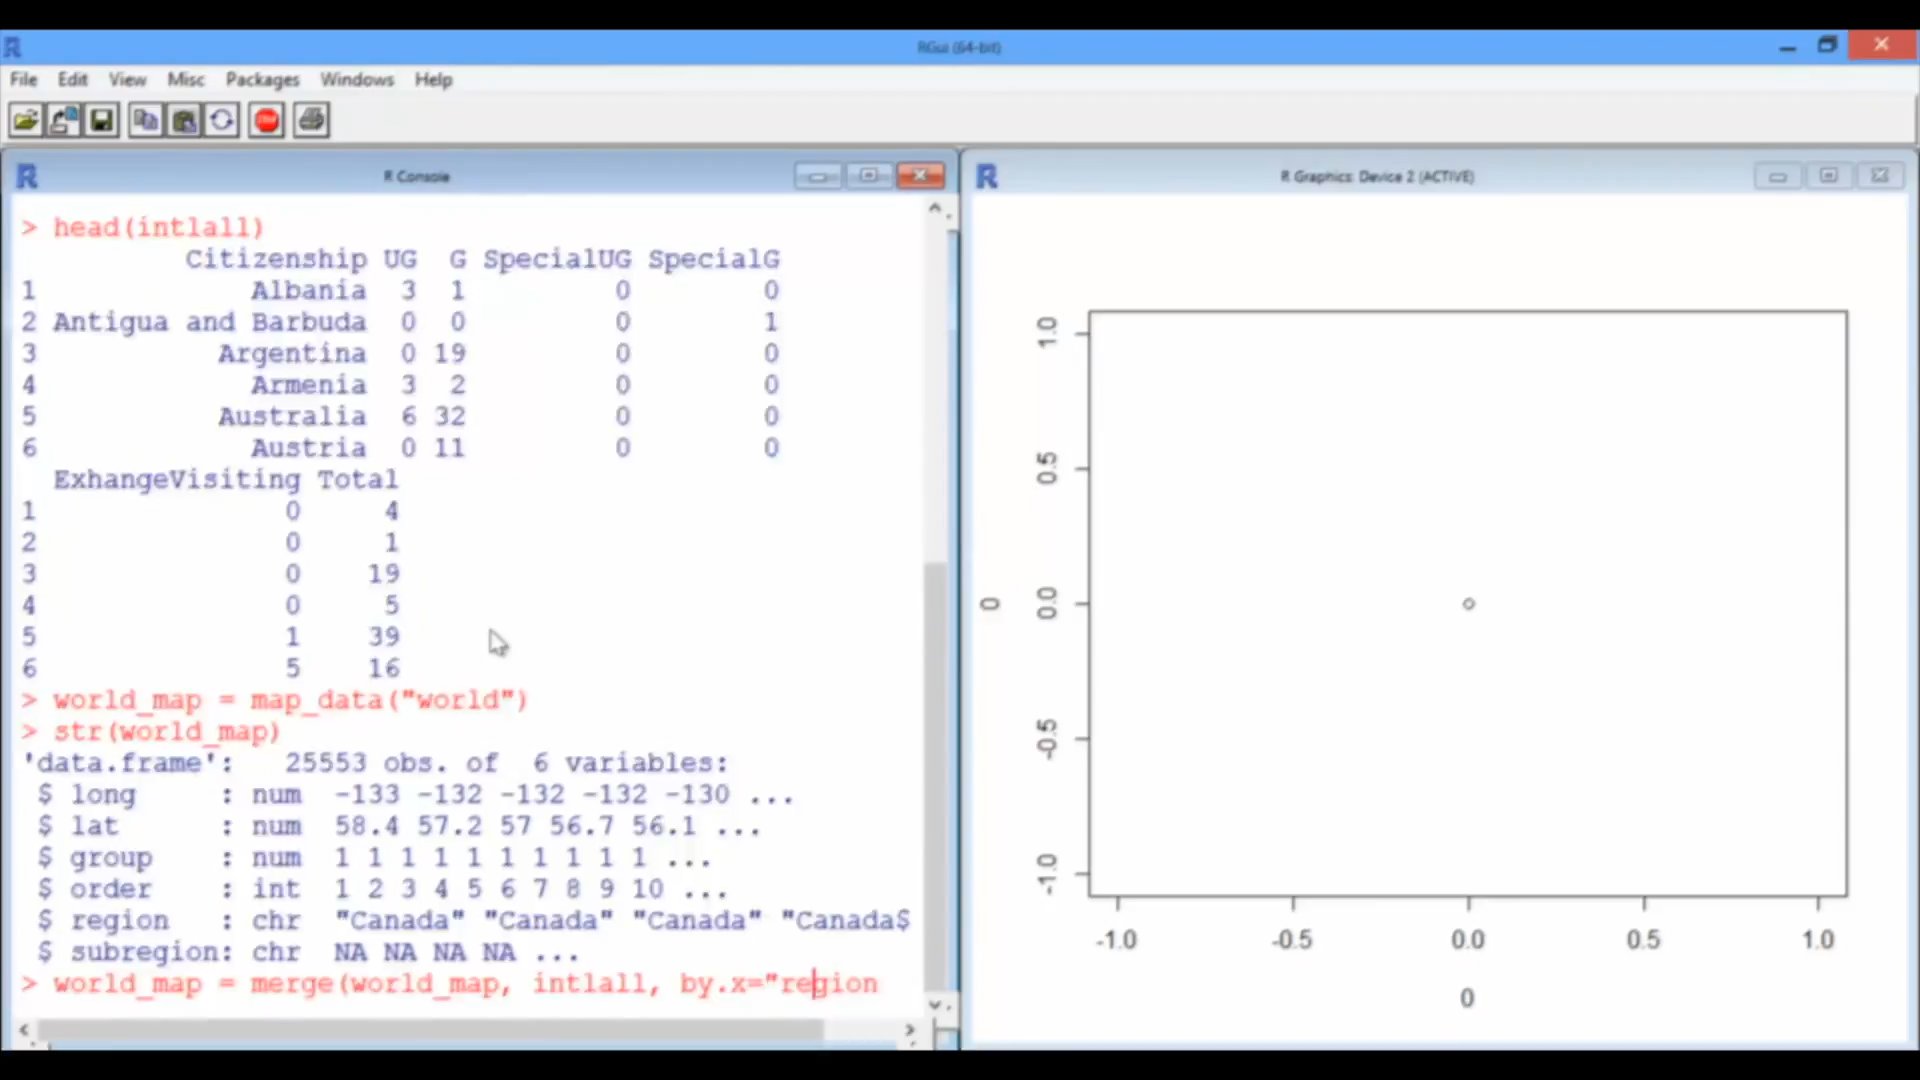 RGui (64-bit)
File Edit View Misc Packages Windows Help
R Console
> head(intlall)
Citizenship UG G SpecialUG SpecialG
1 Albania 3 1 0 0
2 Antigua and Barbuda 0 0 0 1
3 Argentina 0 19 0 0
4 Armenia 3 2 0 0
5 Australia 6 32 0 0
6 Austria 0 11 0 0
ExhangeVisiting Total
1 0 4
2 0 1
3 0 19
4 0 5
5 1 39
6 5 16
> world_map = map_data("world")
> str(world_map)
'data.frame': 25553 obs. of 6 variables:
$ long : num -133 -132 -132 -132 -130 ...
$ lat : num 58.4 57.2 57 56.7 56.1 ...
$ group : num 1 1 1 1 1 1 1 1 1 1 ...
$ order : int 1 2 3 4 5 6 7 8 9 10 ...
$ region : chr "Canada" "Canada" "Canada" "Canada$
$ subregion: chr NA NA NA NA ...
> world_map = merge(world_map, intlall, by.x="region
R Graphics: Device 2 (ACTIVE)
1.0
0.5
0.0
-0.5
-1.0
0
-1.0 -0.5 0.0 0.5 1.0
0